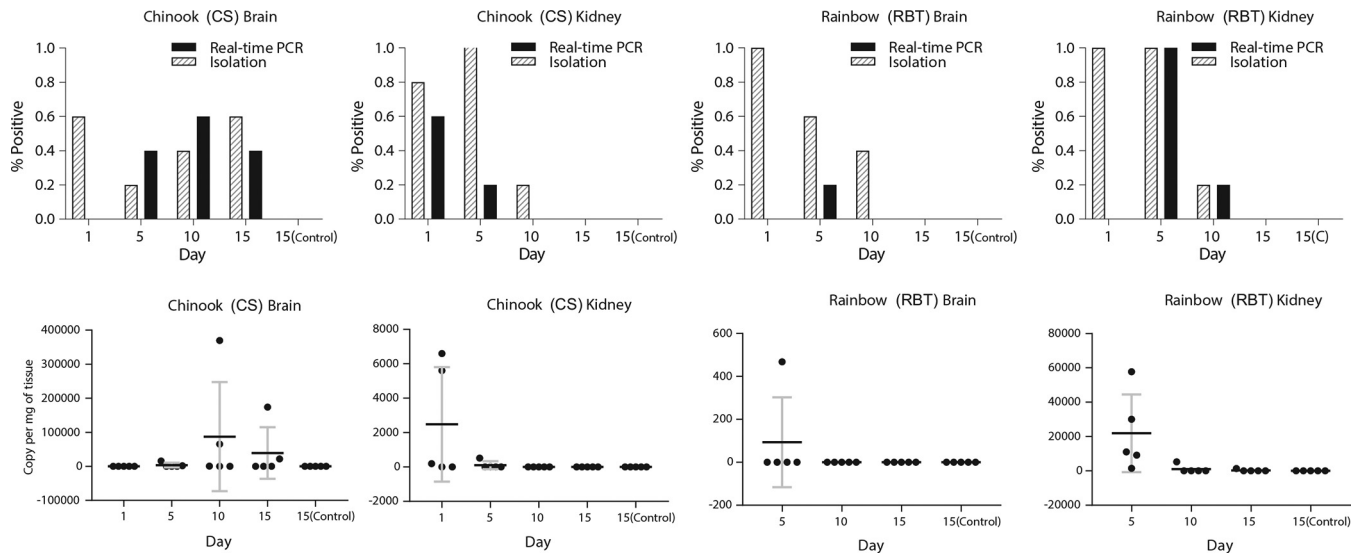 Chinook (CS) Brain
1.0
0.8
0.6
0.4
0.2
0.0
% Positive
Real-time PCR
Isolation
1 5 10 15 15(Control)
Day
Chinook (CS) Kidney
1.0
0.8
0.6
0.4
0.2
0.0
% Positive
Real-time PCR
Isolation
1 5 10 15 15(Control)
Day
Rainbow (RBT) Brain
1.0
0.8
0.6
0.4
0.2
0.0
% Positive
Real-time PCR
Isolation
1 5 10 15 15(Control)
Day
Rainbow (RBT) Kidney
1.0
0.8
0.6
0.4
0.2
0.0
% Positive
Real-time PCR
Isolation
1 5 10 15 15(C)
Day
Chinook (CS) Brain
400000
300000
200000
100000
0
-100000
Copy per mg of tissue
1 5 10 15 15(Control)
Day
Chinook (CS) Kidney
8000
6000
4000
2000
0
-2000
1 5 10 15 15(Control)
Day
Rainbow (RBT) Brain
600
400
200
0
-200
5 10 15 15(Control)
Day
Rainbow (RBT) Kidney
80000
60000
40000
20000
0
-20000
5 10 15 15(Control)
Day